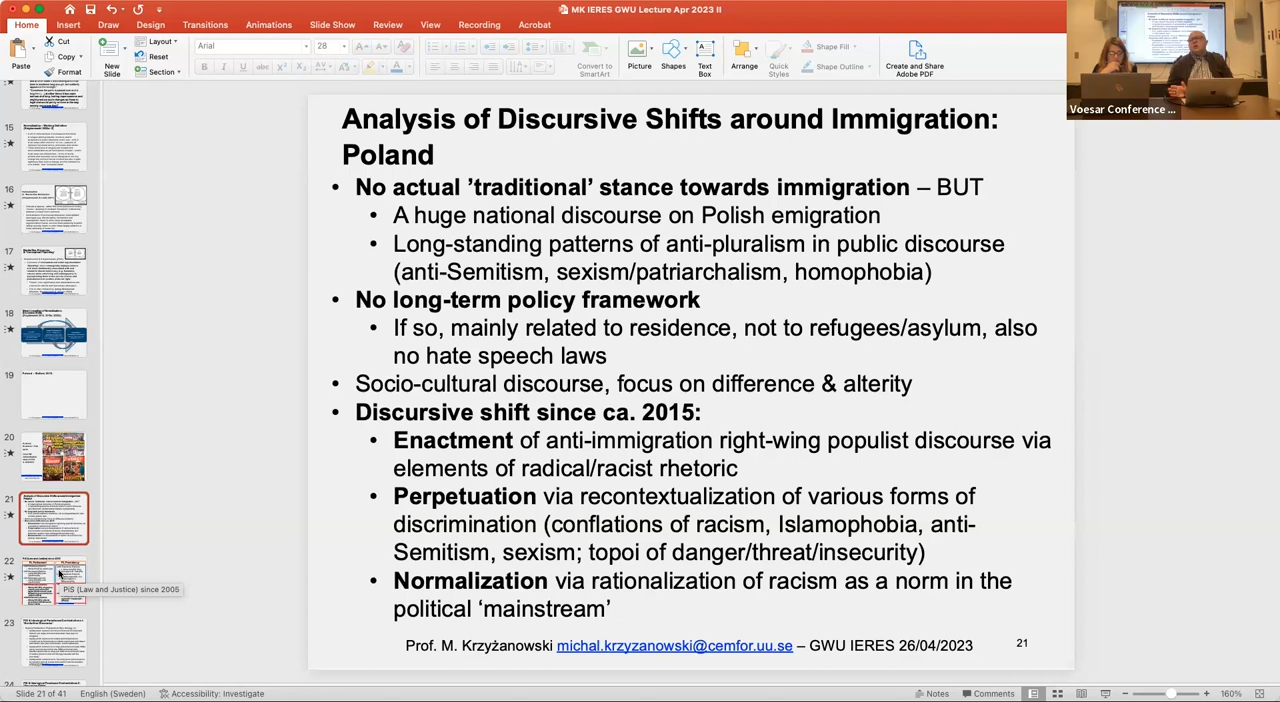 MK IERES GWU Lecture Apr 2023 II
Home Insert Draw Design Transitions Animations Slide Show Review View Recording Acrobat
Paste
Cut
Copy
Format
New Slide
Layout
Reset
Section
Arial
28
Convert to SmartArt
Picture
Shapes
Text Box
Arrange
Quick Styles
Shape Fill
Shape Outline
Create and Share Adobe PDF
Voesar Conference ...
15
16
17
18
19
20
21
22
23
PiS (Law and Justice) since 2005
Analysis of Discursive Shifts around Immigration:
Poland
• No actual ’traditional’ stance towards immigration – BUT
• A huge national discourse on Polish emigration
• Long-standing patterns of anti-pluralism in public discourse
(anti-Semitism, sexism/patriarchism, homophobia)
• No long-term policy framework
• If so, mainly related to residence, not to refugees/asylum, also
no hate speech laws
• Socio-cultural discourse, focus on difference & alterity
• Discursive shift since ca. 2015:
• Enactment of anti-immigration right-wing populist discourse via
elements of radical/racist rhetoric
• Perpetration via recontextualization of various forms of
discrimination (conflations of racism, Islamophobia, anti-
Semitism, sexism; topoi of danger/threat/insecurity)
• Normalization via rationalization of racism as a norm in the
political ‘mainstream’
Prof. M. Krzyżanowski michal.krzyzanowski@cemfor.uu.se – GWU IERES 26/04/2023
21
Slide 21 of 41
English (Sweden)
Accessibility: Investigate
Notes
Comments
160%